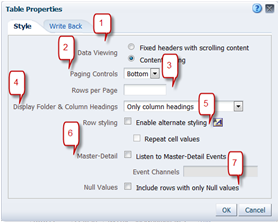 Table Properties
Style Write Back
1
Data Viewing Fixed headers with scrolling content
Content
2
Paging Controls Bottom
3
Rows per Page
4
Display Folder & Column Headings Only column headings
5
Row styling Enable alternate styling
Repeat cell values
6
Master-Detail Listen to Master-Detail Events
Event Channels
7
Null Values Include rows with only Null values
OK Cancel